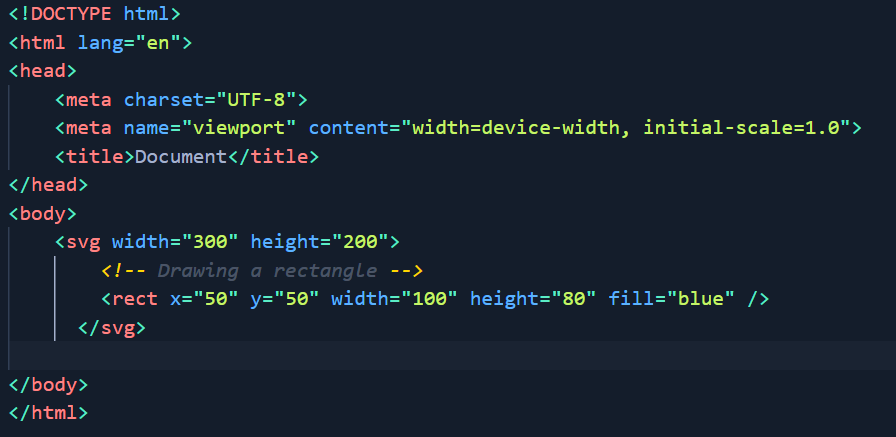 <!DOCTYPE html>
<html lang="en">
<head>
    <meta charset="UTF-8">
    <meta name="viewport" content="width=device-width, initial-scale=1.0">
    <title>Document</title>
</head>
<body>
    <svg width="300" height="200">
        <!-- Drawing a rectangle -->
        <rect x="50" y="50" width="100" height="80" fill="blue" />
      </svg>
</body>
</html>